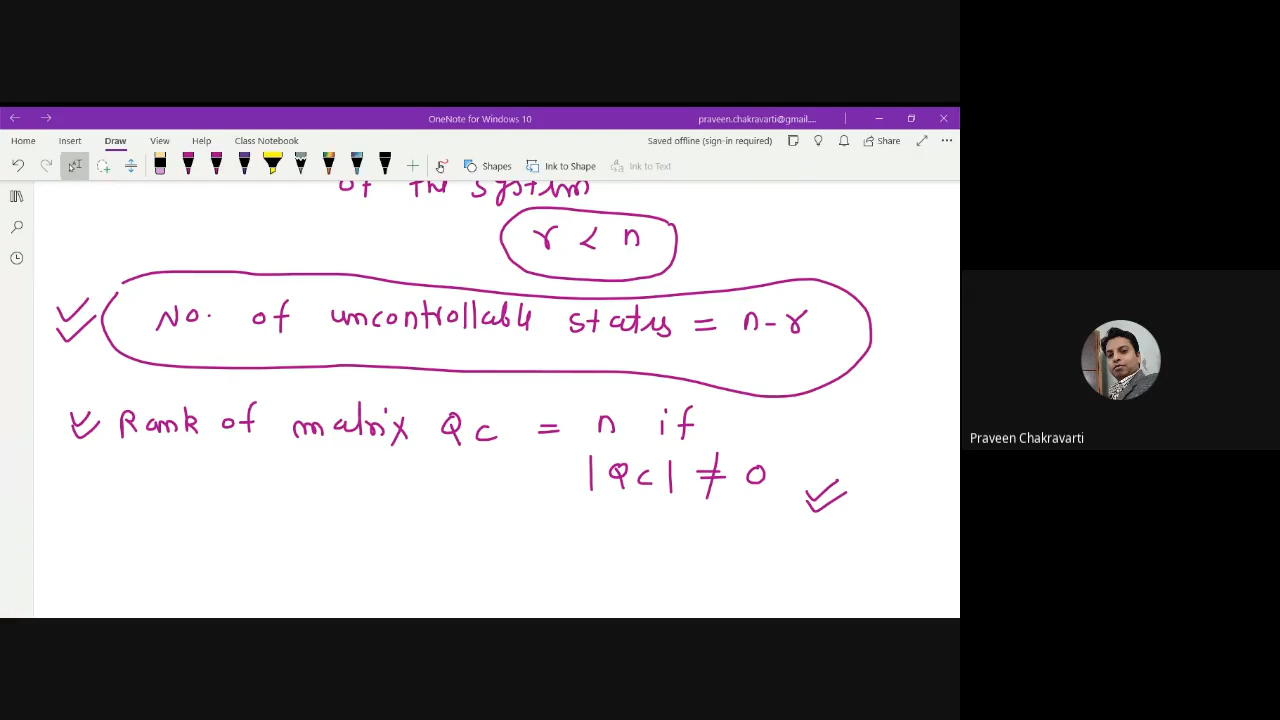 OneNote for Windows 10
praveen.chakravarti@gmail....
Home Insert Draw View Help Class Notebook
Saved offline (sign-in required)
Share
Shapes Ink to Shape Ink to Text
of the system
r < n
No. of uncontrollable states = n - r
Rank of matrix Qc = n if
|Qc| ≠ 0
Praveen Chakravarti